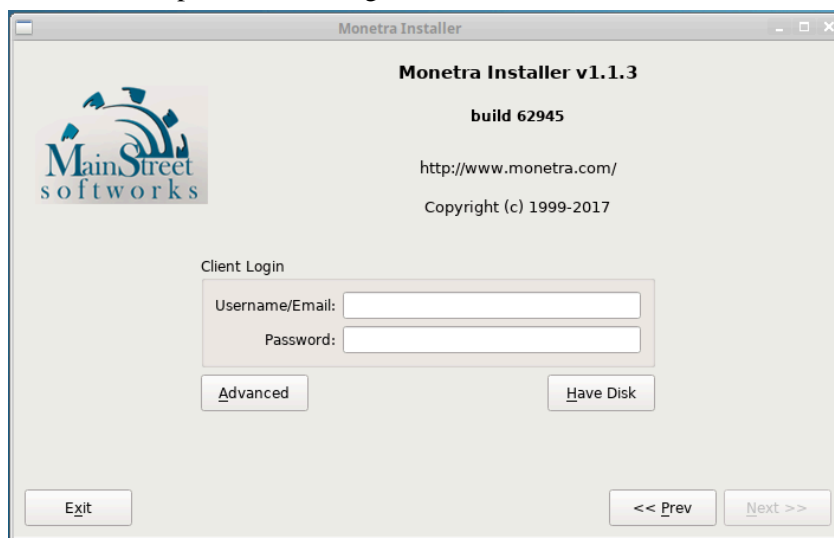 Monetra Installer
Monetra Installer v1.1.3
build 62945
MainStreet
softworks
http://www.monetra.com/
Copyright (c) 1999-2017
Client Login
Username/Email:
Password:
Advanced
Have Disk
Exit
<< Prev
Next >>